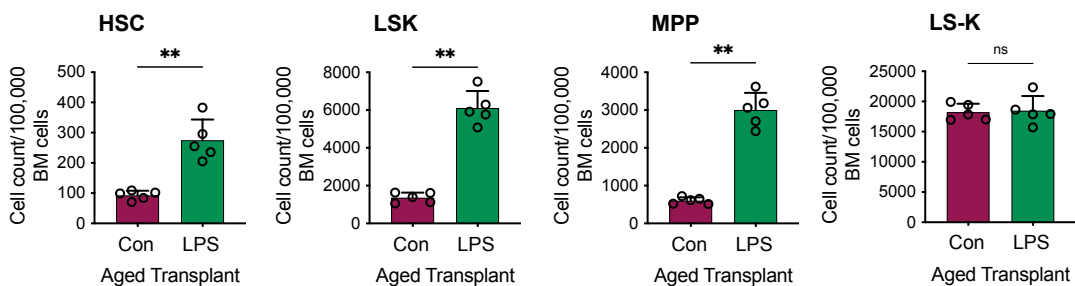 HSC
**
Cell count/100,000
BM cells
500
400
300
200
100
0
Con LPS
Aged Transplant
LSK
**
Cell count/100,000
BM cells
8000
6000
4000
2000
0
Con LPS
Aged Transplant
MPP
**
Cell count/100,000
BM cells
4000
3000
2000
1000
0
Con LPS
Aged Transplant
LS-K
ns
Cell count/100,000
BM cells
25000
20000
15000
10000
5000
0
Con LPS
Aged Transplant